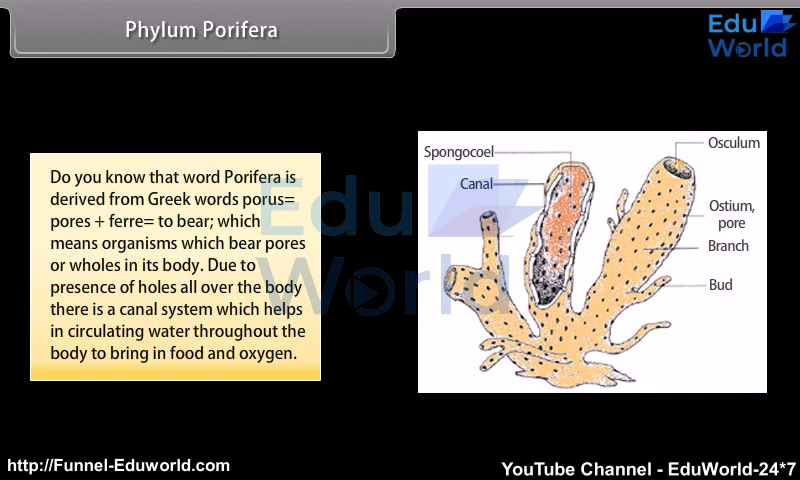 Phylum Porifera
Edu
World
Do you know that word Porifera is
derived from Greek words porus=
pores + ferre= to bear; which
means organisms which bear pores
or wholes in its body. Due to
presence of holes all over the body
there is a canal system which helps
in circulating water throughout the
body to bring in food and oxygen.
Spongocoel
Canal
Osculum
Ostium,
pore
Branch
Bud
Edu
World
http://Funnel-Eduworld.com
YouTube Channel - EduWorld-24*7